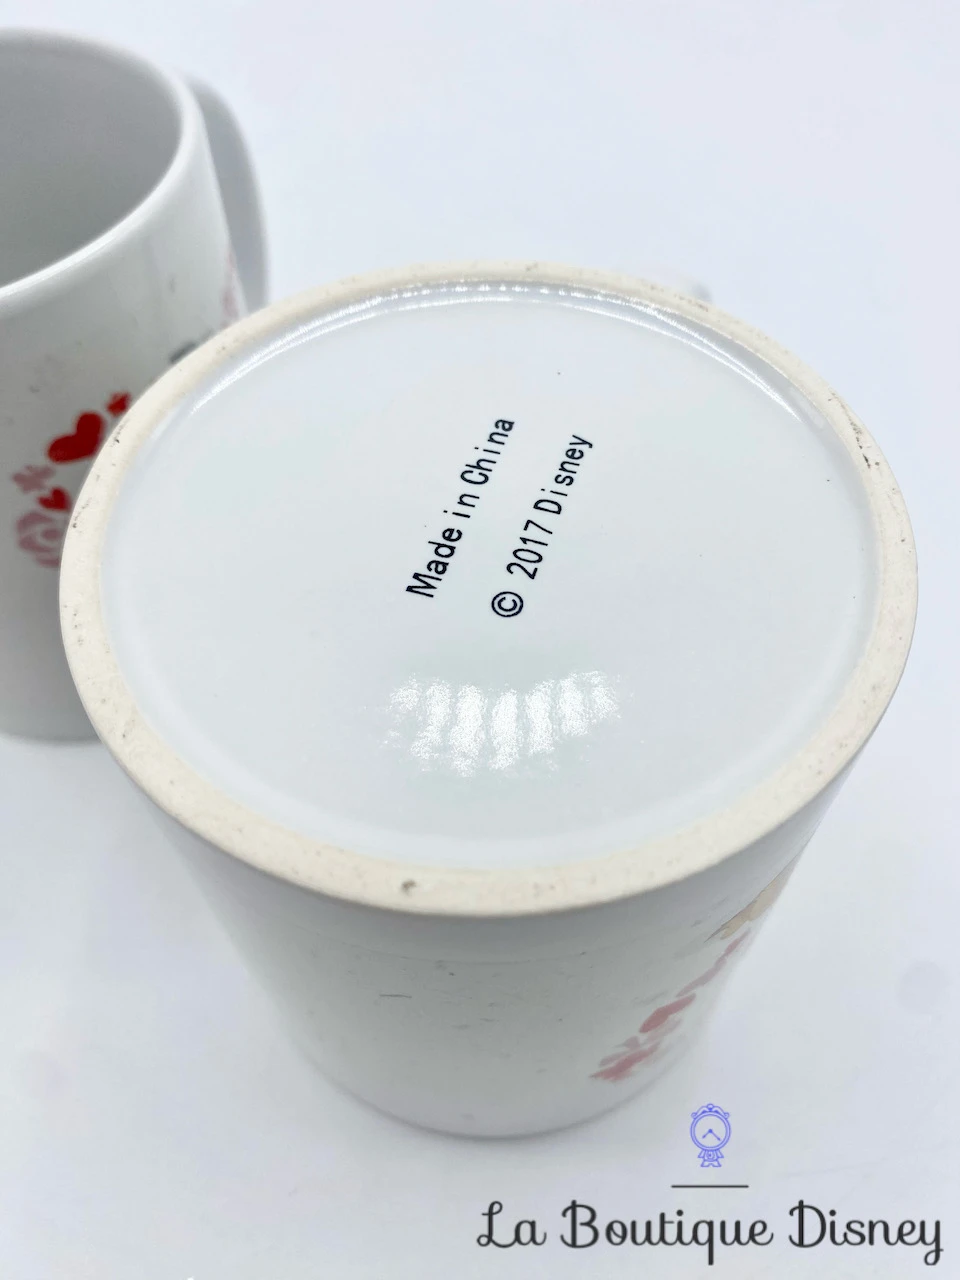 Made in China
© 2017 Disney
La Boutique Disney